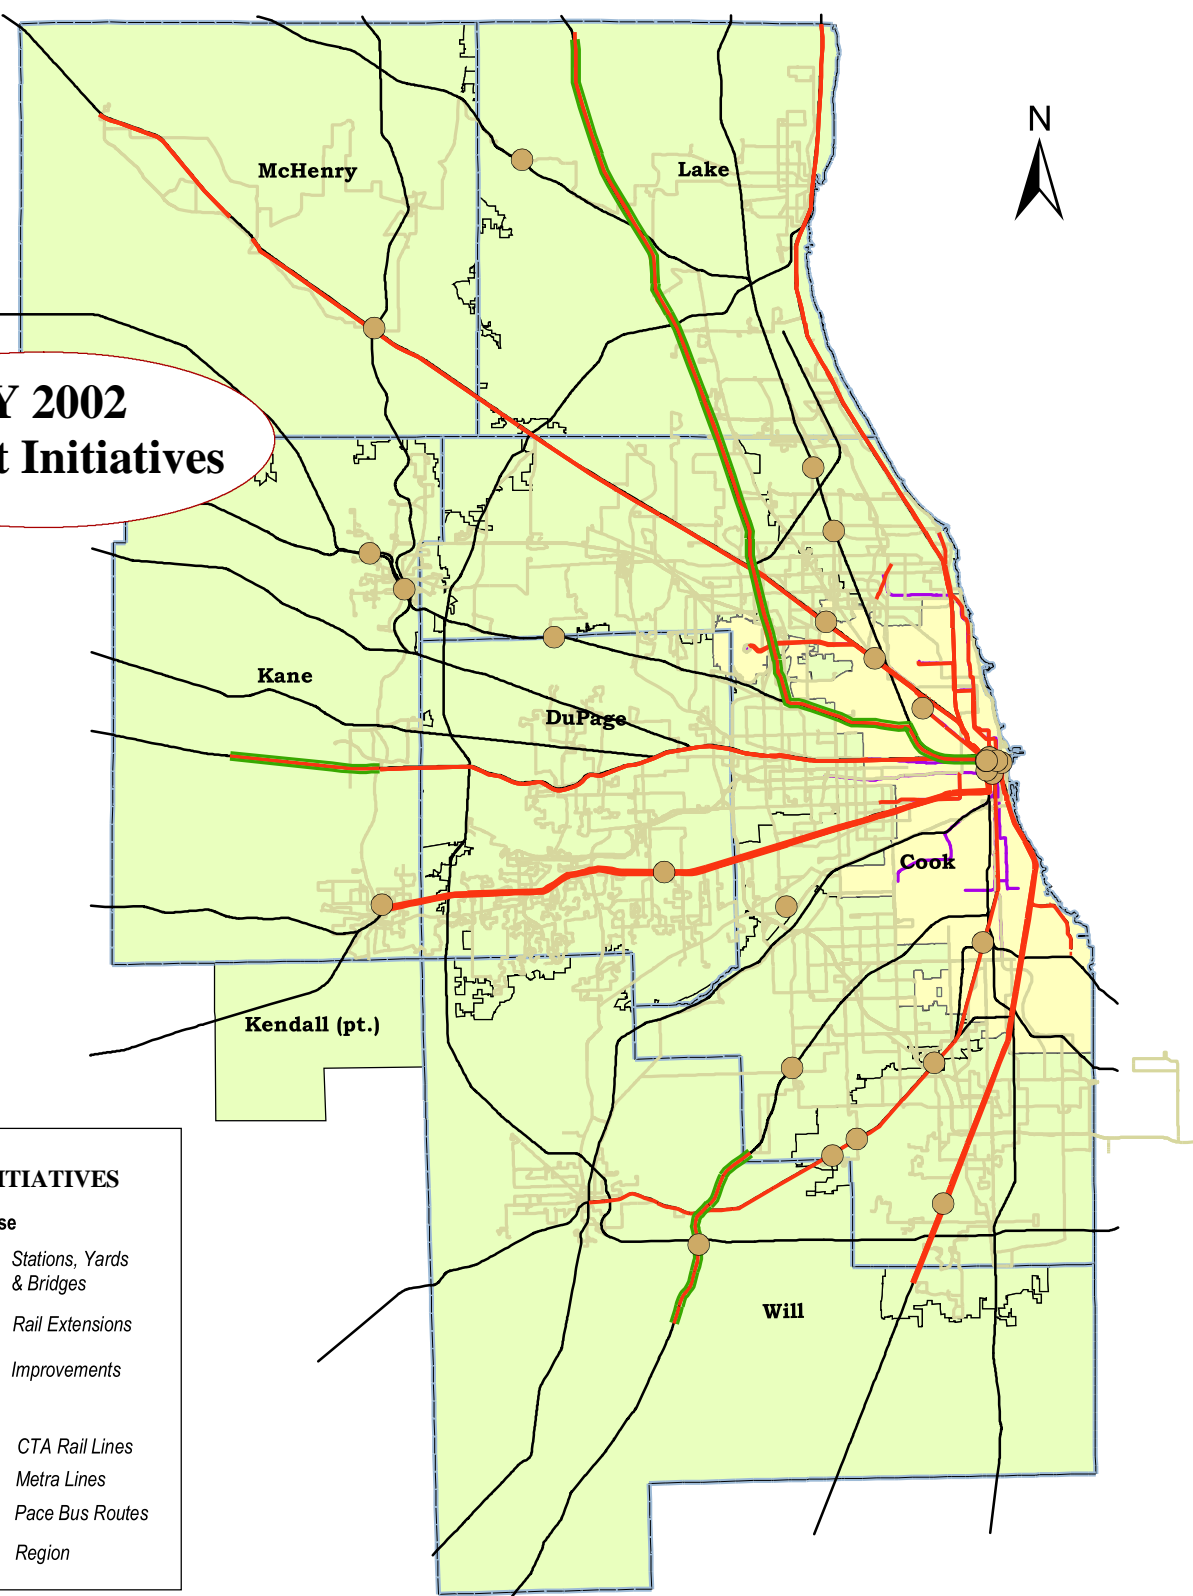 N
McHenry
Lake
Y 2002
t Initiatives
Kane
DuPage
Cook
Kendall (pt.)
Will
ITIATIVES
se
Stations, Yards
& Bridges
Rail Extensions
Improvements
CTA Rail Lines
Metra Lines
Pace Bus Routes
Region